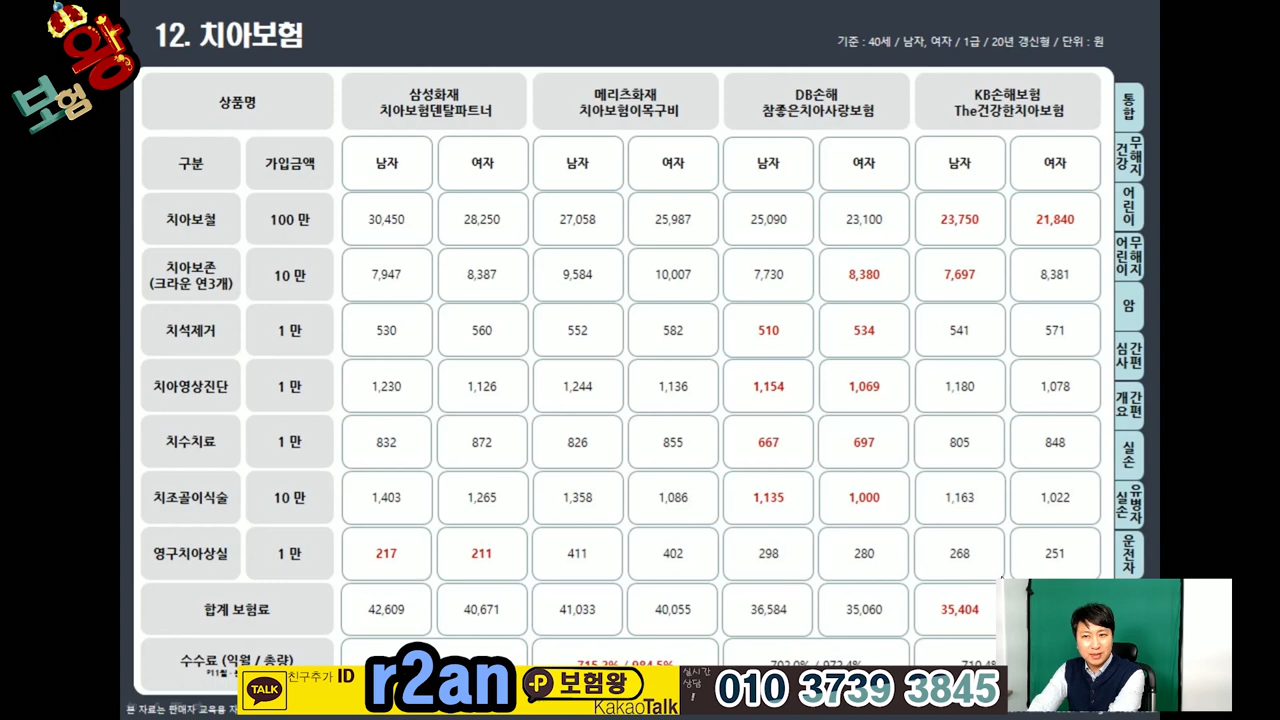 보험왕
12. 치아보험
기준 : 40세 / 남자, 여자 / 1급 / 20년 갱신형 / 단위 : 원
상품명
삼성화재
치아보험덴탈파트너
메리츠화재
치아보험이목구비
DB손해
참좋은치아사랑보험
KB손해보험
The건강한치아보험
구분 가입금액 남자 여자 남자 여자 남자 여자 남자 여자
치아보철 100 만 30,450 28,250 27,058 25,987 25,090 23,100 23,750 21,840
치아보존
(크라운 연3개)
10 만 7,947 8,387 9,584 10,007 7,730 8,380 7,697 8,381
치석제거 1 만 530 560 552 582 510 534 541 571
치아영상진단 1 만 1,230 1,126 1,244 1,136 1,154 1,069 1,180 1,078
치수치료 1 만 832 872 826 855 667 697 805 848
치조골이식술 10 만 1,403 1,265 1,358 1,086 1,135 1,000 1,163 1,022
영구치아상실 1 만 217 211 411 402 298 280 268 251
합계 보험료 42,609 40,671 41,033 40,055 36,584 35,060 35,404
수수료 (익월 / 총량)
통합
무해지
건강
어린이
무해지
어린이
암
간편
심사
간편
개요
실손
유병자
실손
운전자
본 자료는 판매자 교육용
TALK
친구추가 ID
r2an
보험왕
KakaoTalk
실시간
상담
!
010 3739 3845